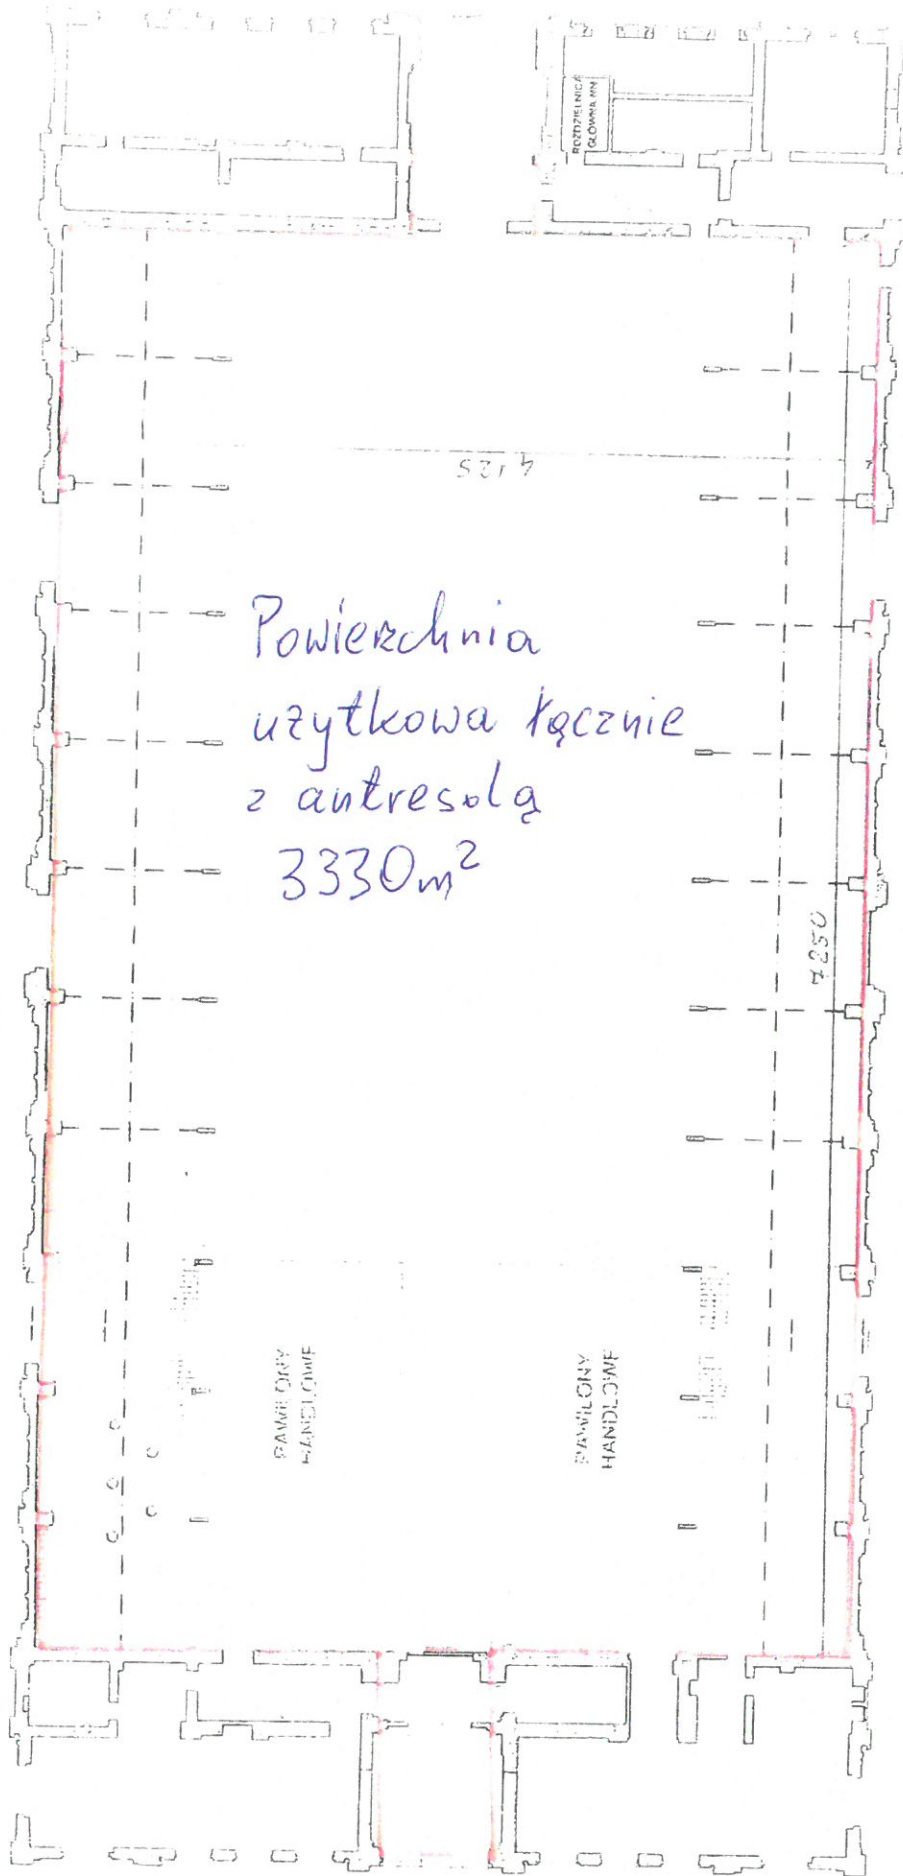 ROZDZIELNICA
GŁÓWNA NN
4125
Powierzchnia
użytkowa łącznie
z antresolą
3330m²
7250
PAWILONY
HANDLOWE
PAWILONY
HANDLOWE